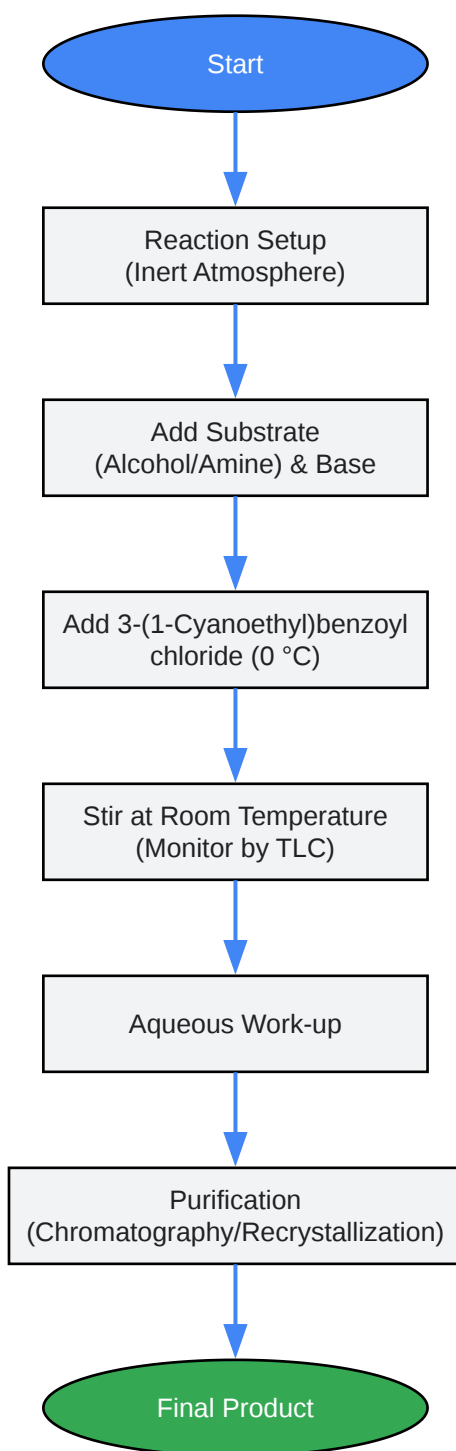 Start
Reaction Setup
(Inert Atmosphere)
Add Substrate
(Alcohol/Amine) & Base
Add 3-(1-Cyanoethyl)benzoyl
chloride (0 °C)
Stir at Room Temperature
(Monitor by TLC)
Aqueous Work-up
Purification
(Chromatography/Recrystallization)
Final Product